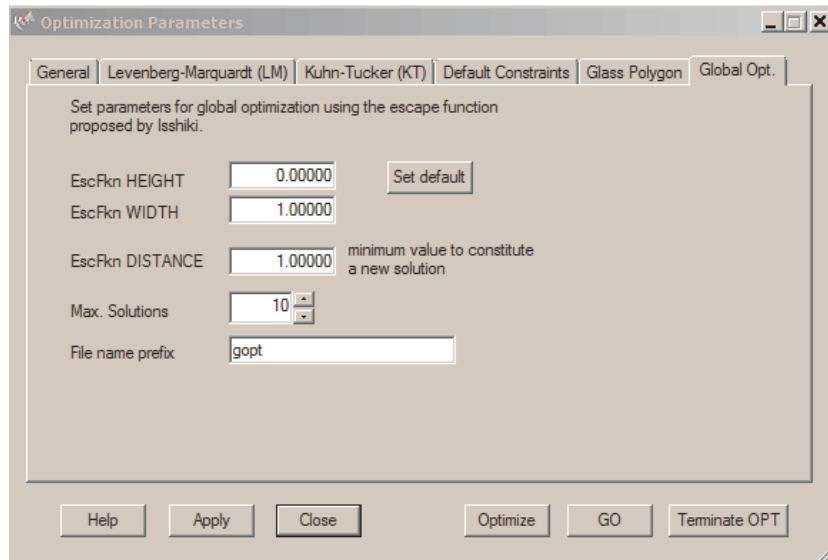 Optimization Parameters
General Levenberg-Marquardt (LM) Kuhn-Tucker (KT) Default Constraints Glass Polygon Global Opt.
Set parameters for global optimization using the escape function
proposed by Isshiki.
EscFkn HEIGHT 0.00000 Set default
EscFkn WIDTH 1.00000
EscFkn DISTANCE 1.00000 minimum value to constitute
a new solution
Max. Solutions 10
File name prefix gopt
Help Apply Close Optimize GO Terminate OPT